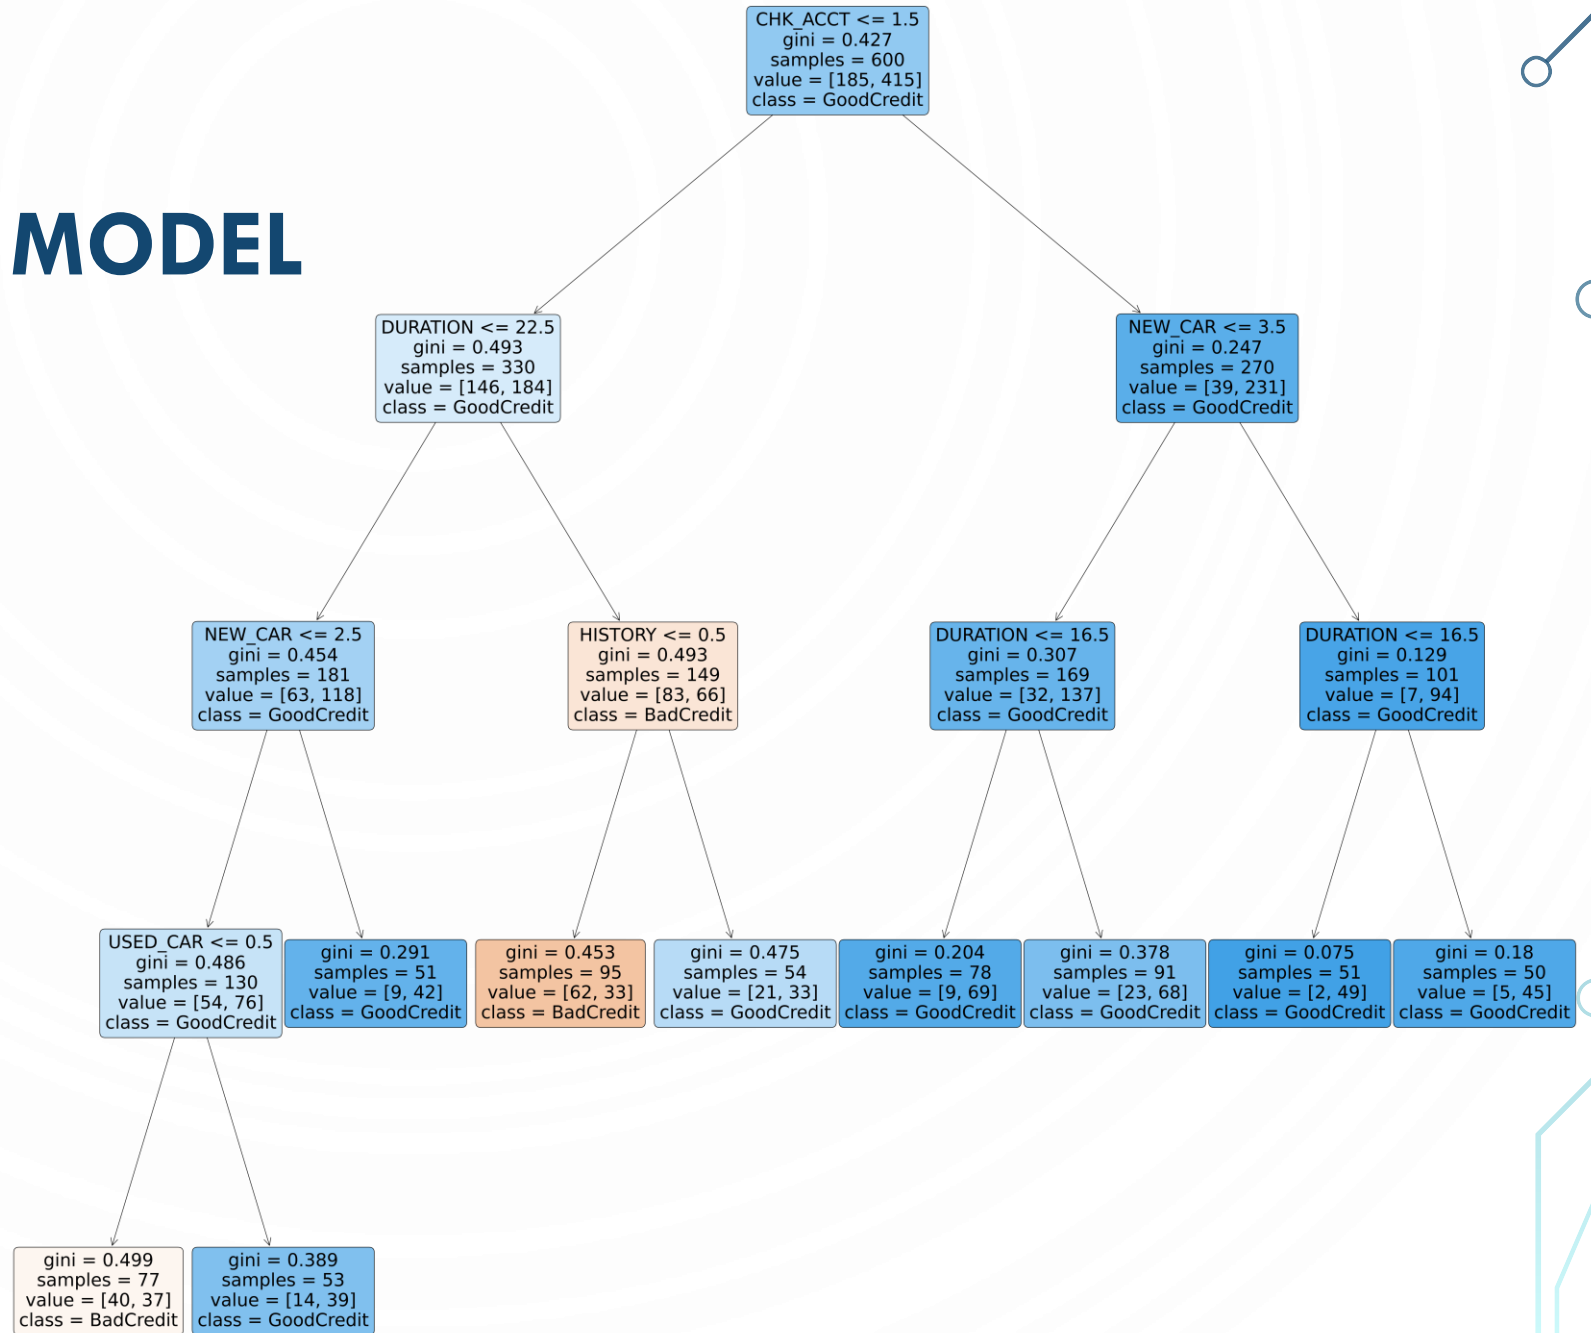 CHK_ACCT <= 1.5
gini = 0.427
samples = 600
value = [185, 415]
class = GoodCredit
MODEL
DURATION <= 22.5
gini = 0.493
samples = 330
value = [146, 184]
class = GoodCredit
NEW_CAR <= 3.5
gini = 0.247
samples = 270
value = [39, 231]
class = GoodCredit
NEW_CAR <= 2.5
gini = 0.454
samples = 181
value = [63, 118]
class = GoodCredit
HISTORY <= 0.5
gini = 0.493
samples = 149
value = [83, 66]
class = BadCredit
DURATION <= 16.5
gini = 0.307
samples = 169
value = [32, 137]
class = GoodCredit
DURATION <= 16.5
gini = 0.129
samples = 101
value = [7, 94]
class = GoodCredit
USED_CAR <= 0.5
gini = 0.486
samples = 130
value = [54, 76]
class = GoodCredit
gini = 0.291
samples = 51
value = [9, 42]
class = GoodCredit
gini = 0.453
samples = 95
value = [62, 33]
class = BadCredit
gini = 0.475
samples = 54
value = [21, 33]
class = GoodCredit
gini = 0.204
samples = 78
value = [9, 69]
class = GoodCredit
gini = 0.378
samples = 91
value = [23, 68]
class = GoodCredit
gini = 0.075
samples = 51
value = [2, 49]
class = GoodCredit
gini = 0.18
samples = 50
value = [5, 45]
class = GoodCredit
gini = 0.499
samples = 77
value = [40, 37]
class = BadCredit
gini = 0.389
samples = 53
value = [14, 39]
class = GoodCredit